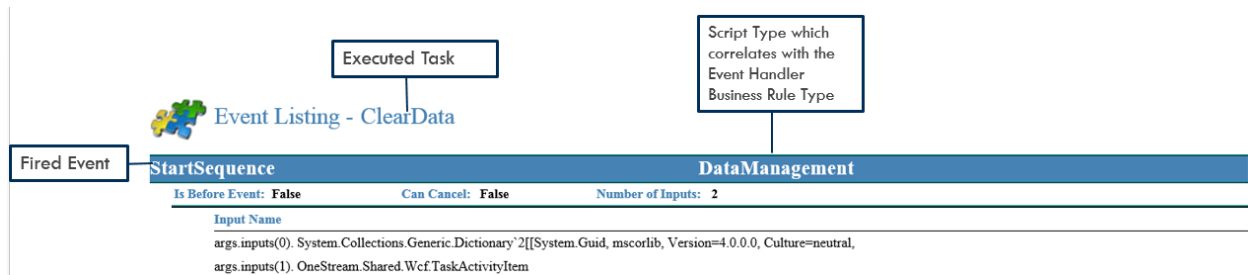 Executed Task
Script Type which
correlates with the
Event Handler
Business Rule Type
Event Listing - ClearData
Fired Event
StartSequence DataManagement
Is Before Event: False Can Cancel: False Number of Inputs: 2
Input Name
args.inputs(0). System.Collections.Generic.Dictionary`2[[System.Guid, mscorlib, Version=4.0.0.0, Culture=neutral,
args.inputs(1). OneStream.Shared.Wcf.TaskActivityItem